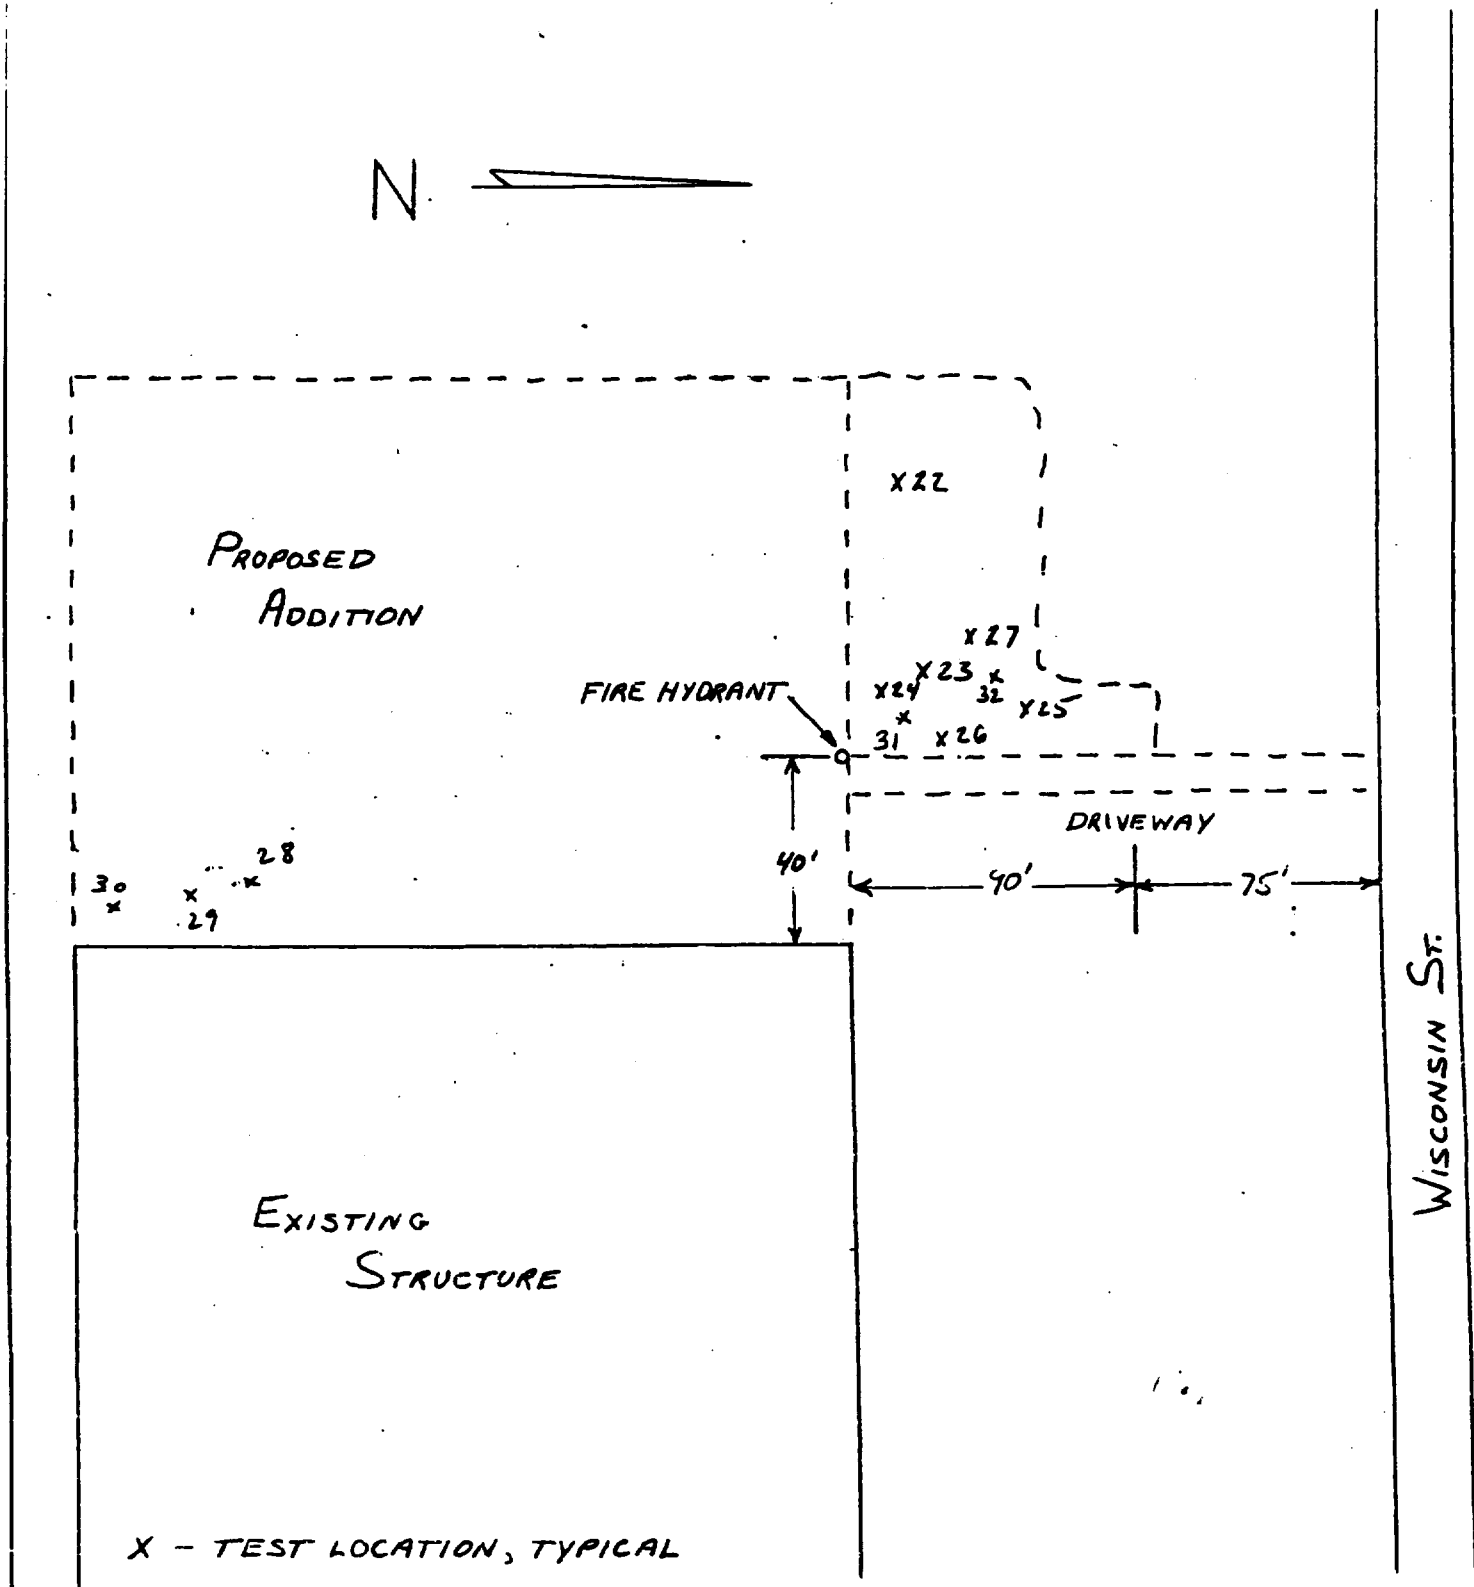 N
X22
PROPOSED
ADDITION
X27
X23
X24
X
32
X25
FIRE HYDRANT
X
31
X26
DRIVEWAY
40'
90'
75'
28
X
30
X
X
29
WISCONSIN ST.
EXISTING
STRUCTURE
X - TEST LOCATION, TYPICAL